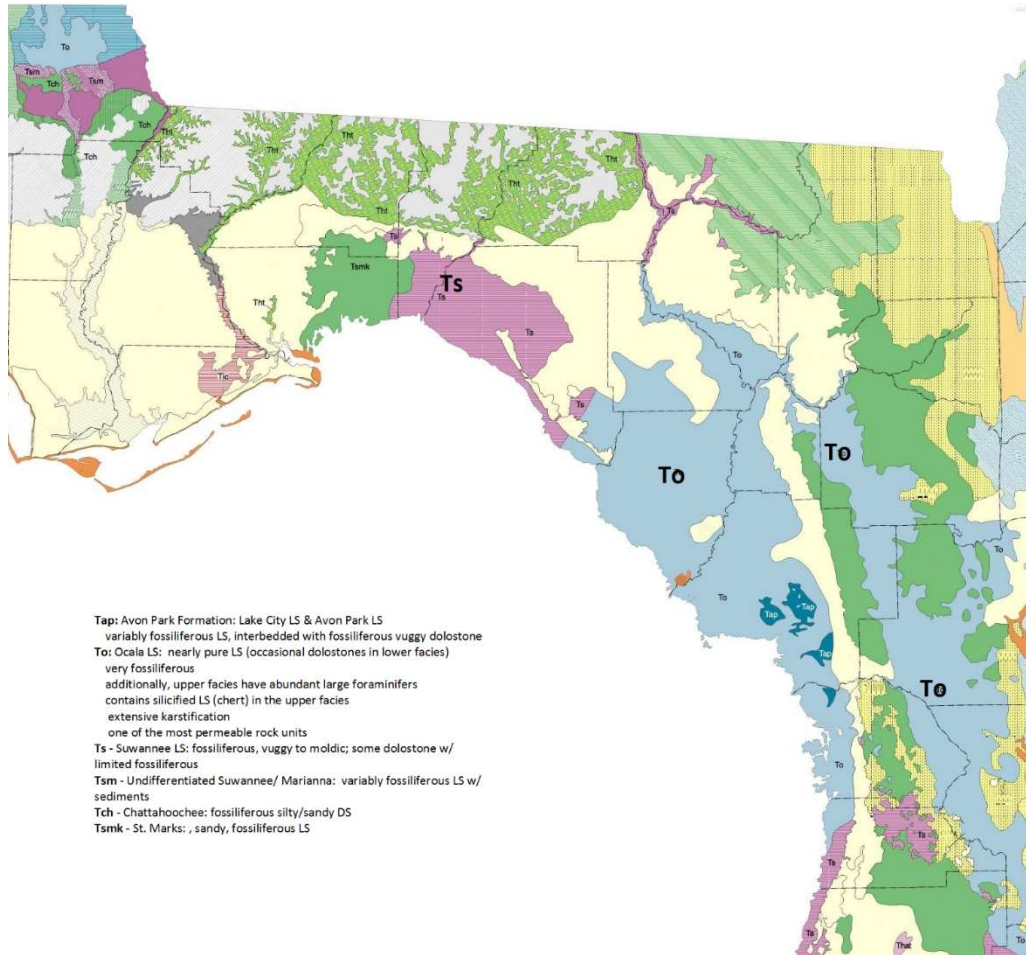 To
Tsm
Tsm
Tch
Tch
Tht
Tch
Tht
Tht
Tht
Tht
Tht
Ts
Ts
Tsmk
Ts
Ts
Tht
Ts
To
Tic
Ts
To
To
To
To
Tap
Tap
Tap
To
To
Ts
Ts
Ts
That
To
Tap: Avon Park Formation: Lake City LS & Avon Park LS
variably fossiliferous LS, interbedded with fossiliferous vuggy dolostone
To: Ocala LS: nearly pure LS (occasional dolostones in lower facies)
very fossiliferous
additionally, upper facies have abundant large foraminifers
contains silicified LS (chert) in the upper facies
extensive karstification
one of the most permeable rock units
Ts - Suwannee LS: fossiliferous, vuggy to moldic; some dolostone w/
limited fossiliferous
Tsm - Undifferentiated Suwannee/ Marianna: variably fossiliferous LS w/
sediments
Tch - Chattahoochee: fossiliferous silty/sandy DS
Tsmk - St. Marks: , sandy, fossiliferous LS